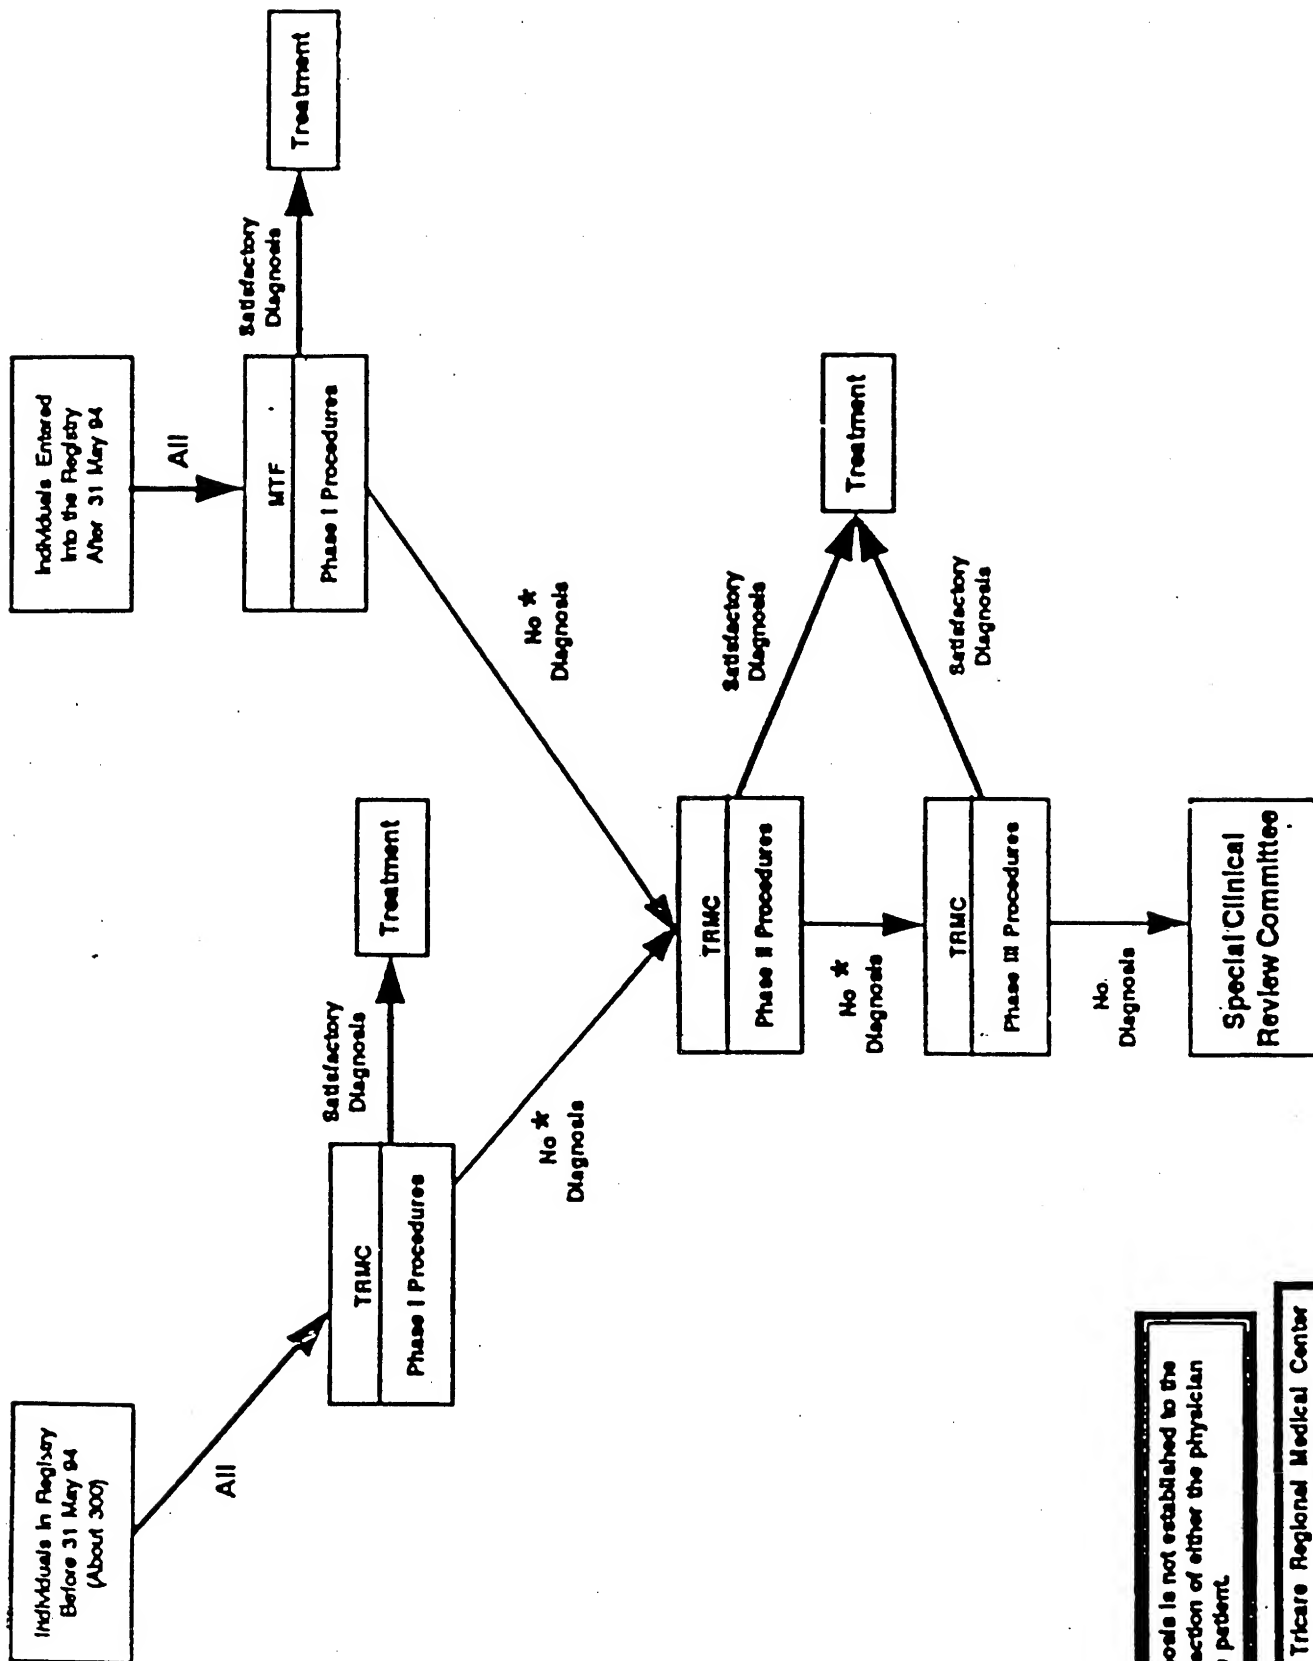 Individuals In Registry
Before 31 May 94
(About 300)
All
TRMC
Phase I Procedures
Satisfactory
Diagnosis
Treatment
No *
Diagnosis
Individuals Entered
Into the Registry
After 31 May 94
All
MTF
Phase I Procedures
Satisfactory
Diagnosis
Treatment
No *
Diagnosis
TRMC
Phase II Procedures
Satisfactory
Diagnosis
Treatment
No *
Diagnosis
TRMC
Phase III Procedures
Satisfactory
Diagnosis
No
Diagnosis
Special Clinical
Review Committee
is not established to the
of either the physician
patient.
Tricare Regional Medical Center